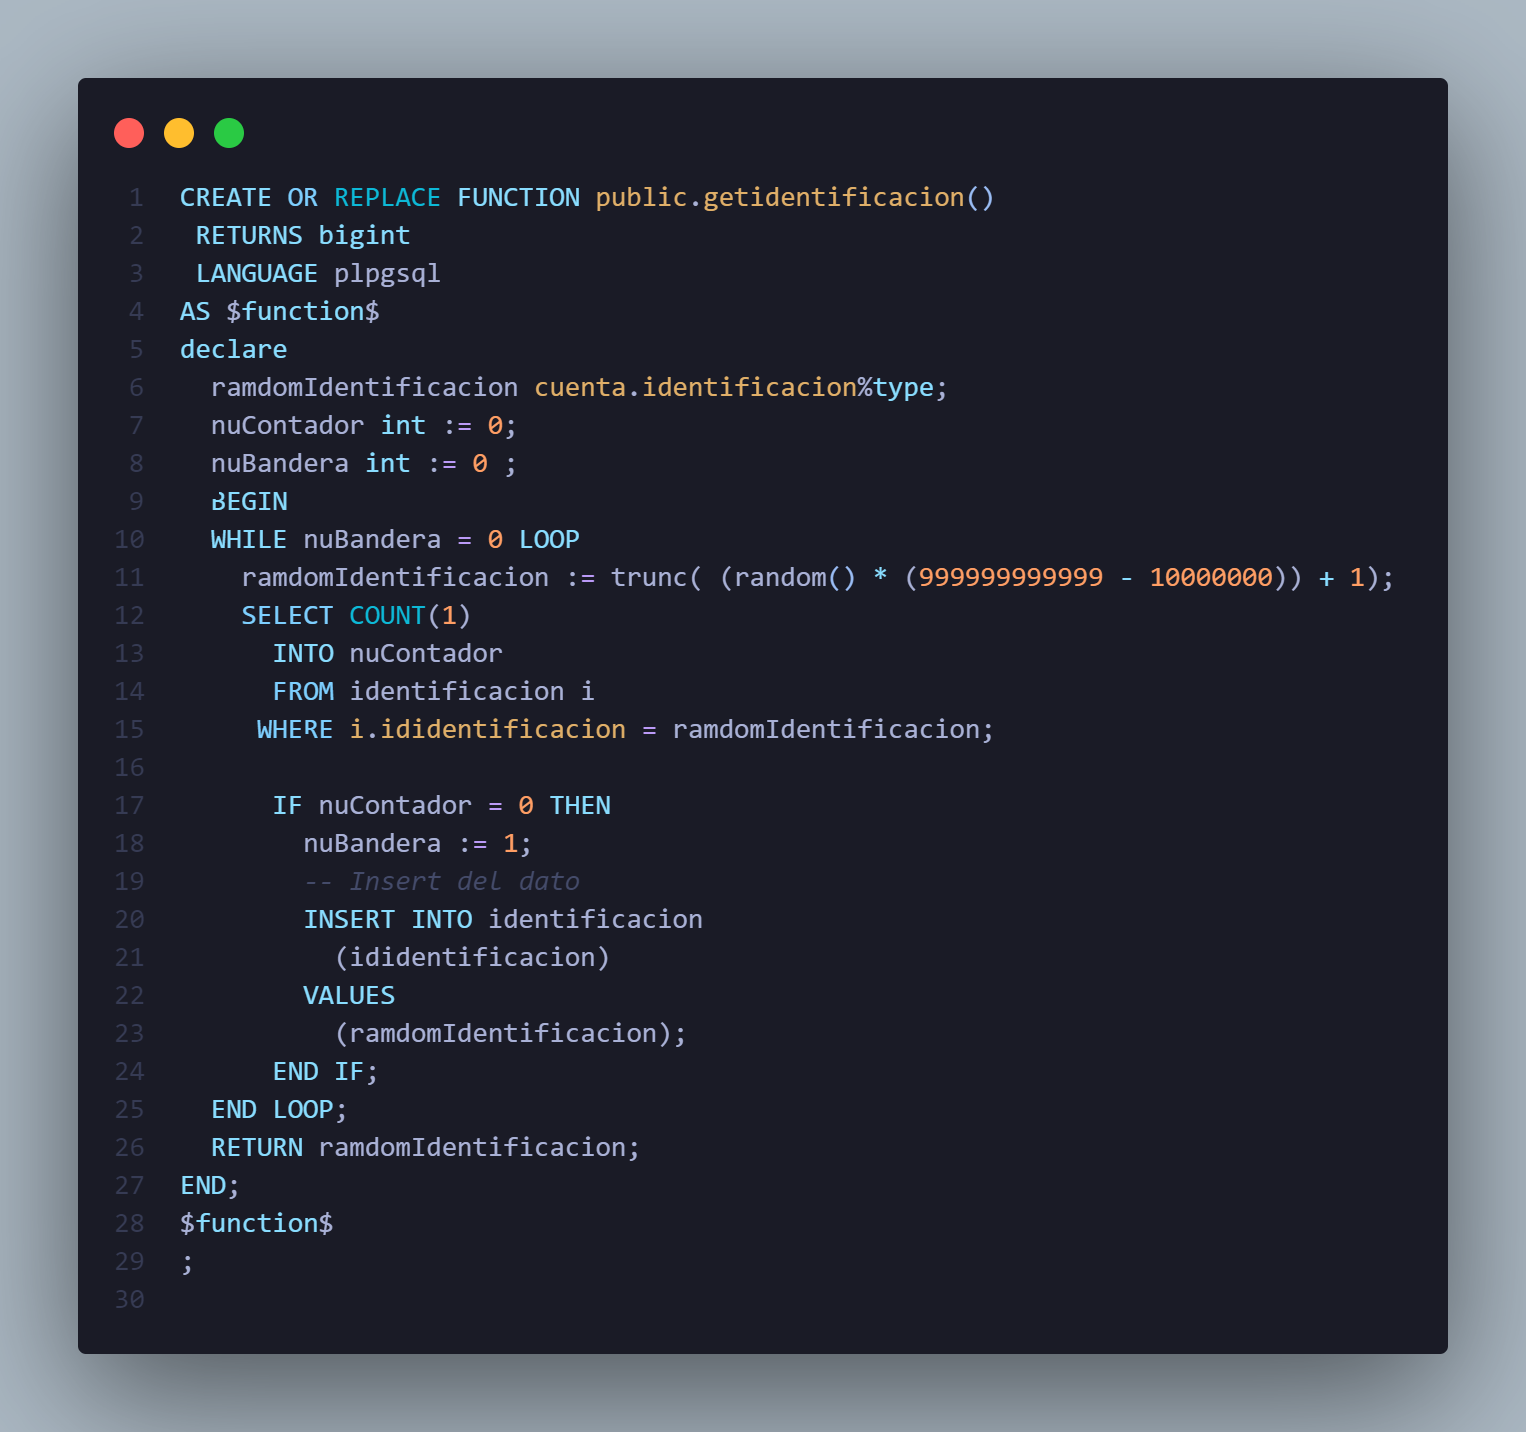 1 CREATE OR REPLACE FUNCTION public.getidentificacion()
2  RETURNS bigint
3  LANGUAGE plpgsql
4 AS $function$
5 declare
6   ramdomIdentificacion cuenta.identificacion%type;
7   nuContador int := 0;
8   nuBandera int := 0 ;
9   BEGIN
10   WHILE nuBandera = 0 LOOP
11     ramdomIdentificacion := trunc( (random() * (999999999999 - 10000000)) + 1);
12     SELECT COUNT(1)
13       INTO nuContador
14       FROM identificacion i
15      WHERE i.ididentificacion = ramdomIdentificacion;
16
17       IF nuContador = 0 THEN
18         nuBandera := 1;
19         -- Insert del dato
20         INSERT INTO identificacion
21           (ididentificacion)
22         VALUES
23           (ramdomIdentificacion);
24       END IF;
25   END LOOP;
26   RETURN ramdomIdentificacion;
27 END;
28 $function$
29 ;
30